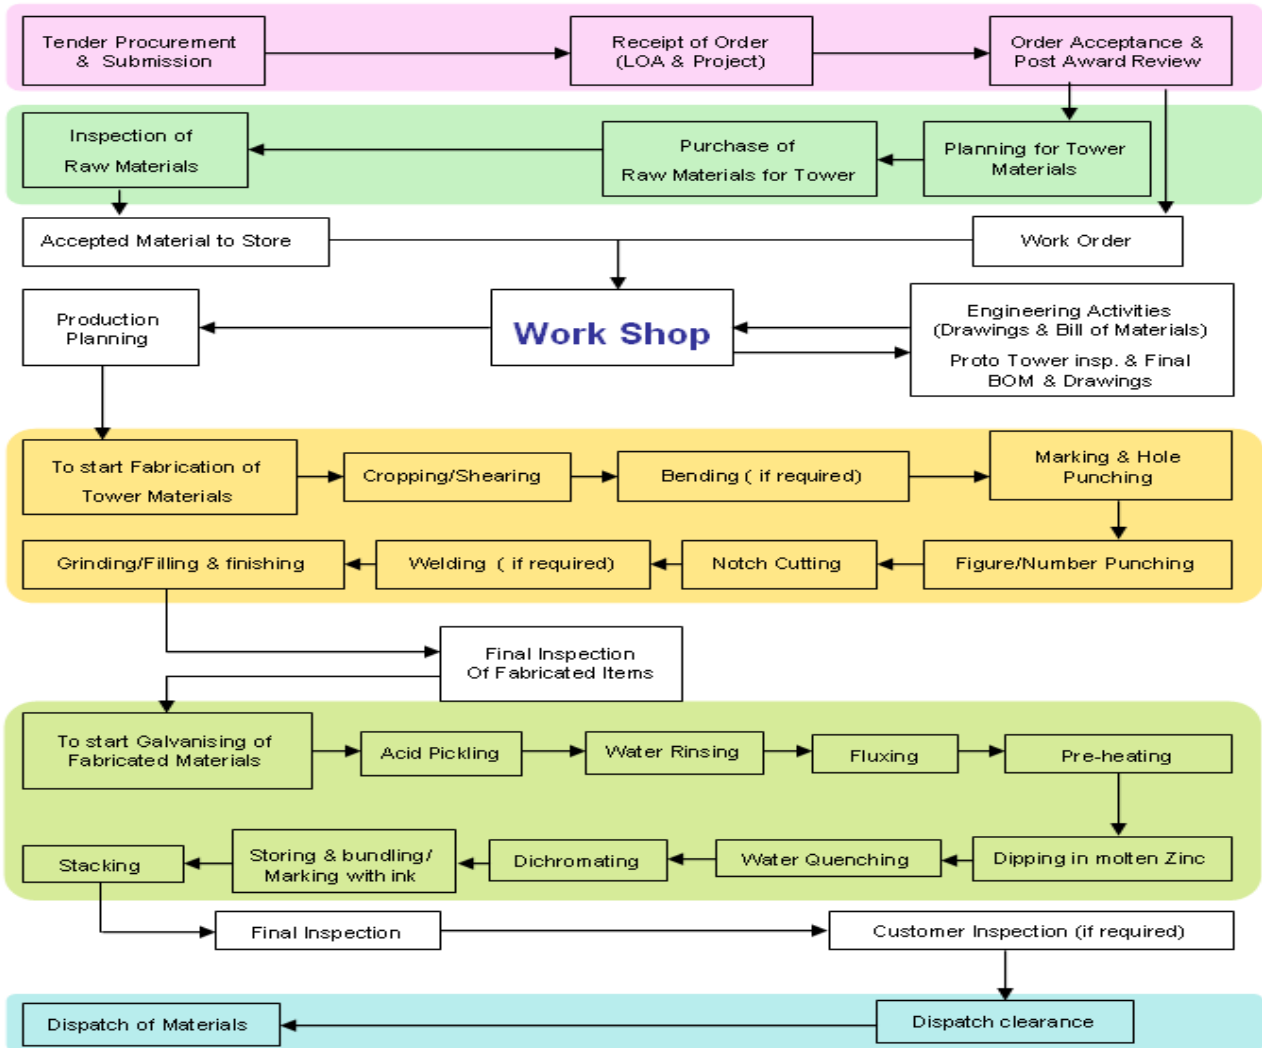 Tender Procurement
& Submission
Receipt of Order
(LOA & Project)
Order Acceptance &
Post Award Review
Inspection of
Raw Materials
Purchase of
Raw Materials for Tower
Planning for Tower
Materials
Accepted Material to Store
Work Order
Production
Planning
Work Shop
Engineering Activities
(Drawings & Bill of Materials)
Proto Tower insp. & Final
BOM & Drawings
To start Fabrication of
Tower Materials
Cropping/Shearing
Bending ( if required)
Marking & Hole
Punching
Grinding/Filling & finishing
Welding ( if required)
Notch Cutting
Figure/Number Punching
Final Inspection
Of Fabricated Items
To start Galvanising of
Fabricated Materials
Acid Pickling
Water Rinsing
Fluxing
Pre-heating
Stacking
Storing & bundling/
Marking with ink
Dichromating
Water Quenching
Dipping in molten Zinc
Final Inspection
Customer Inspection (if required)
Dispatch of Materials
Dispatch clearance